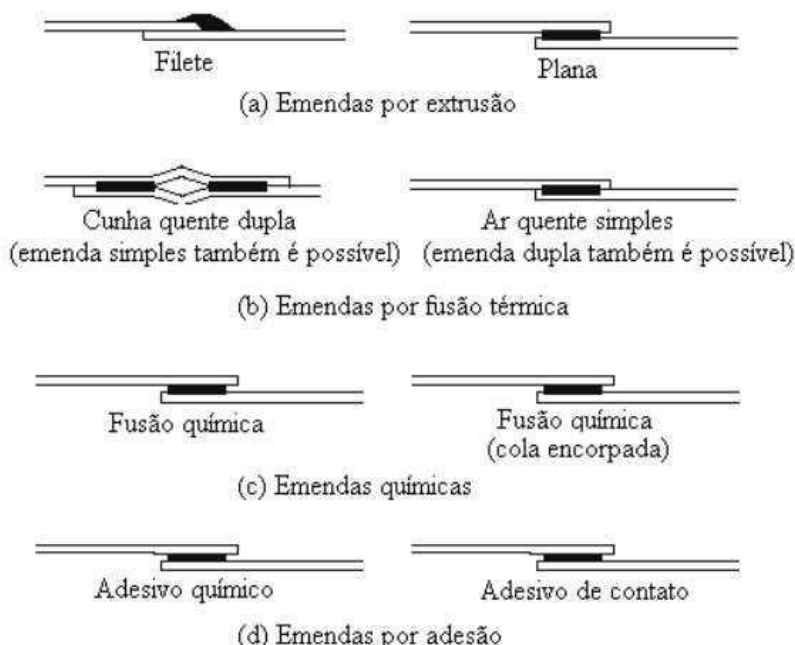 Filete
Plana
(a) Emendas por extrusão
Cunha quente dupla
(emenda simples também é possível)
Ar quente simples
(emenda dupla também é possível)
(b) Emendas por fusão térmica
Fusão química
Fusão química
(cola encorpada)
(c) Emendas químicas
Adesivo químico
Adesivo de contato
(d) Emendas por adesão